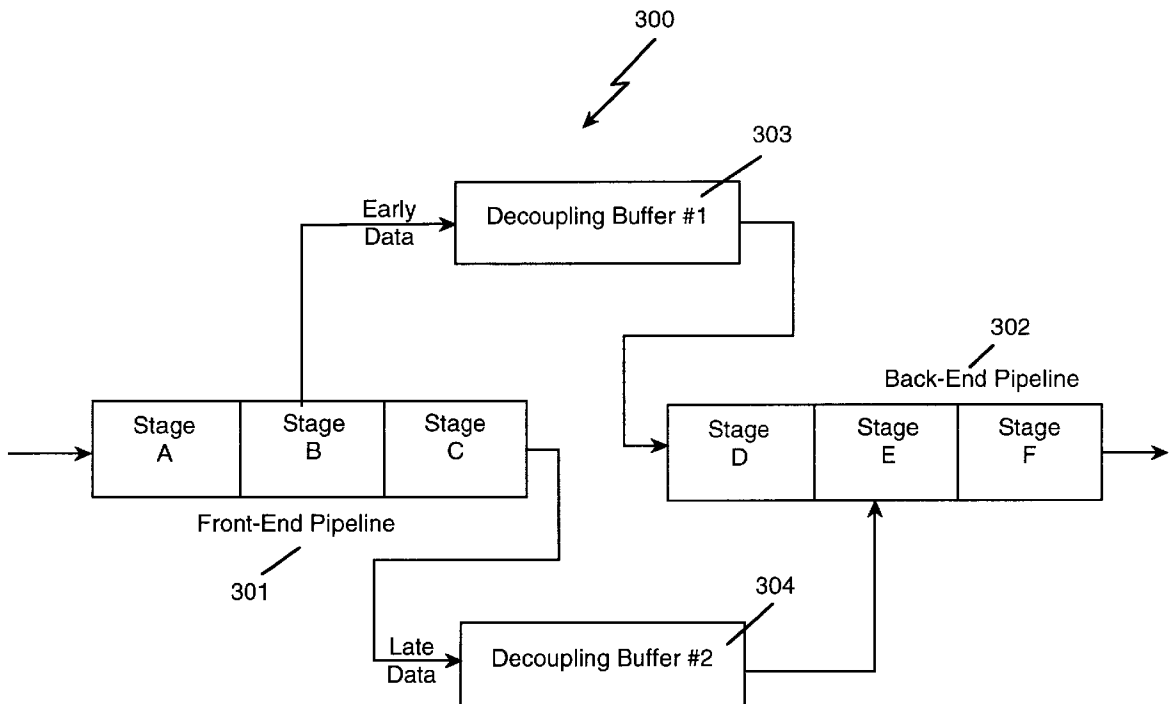 300
303
Decoupling Buffer #1
Early
Data
302
Back-End Pipeline
Stage
A
Stage
B
Stage
C
Stage
D
Stage
E
Stage
F
Front-End Pipeline
301
304
Late
Data
Decoupling Buffer #2